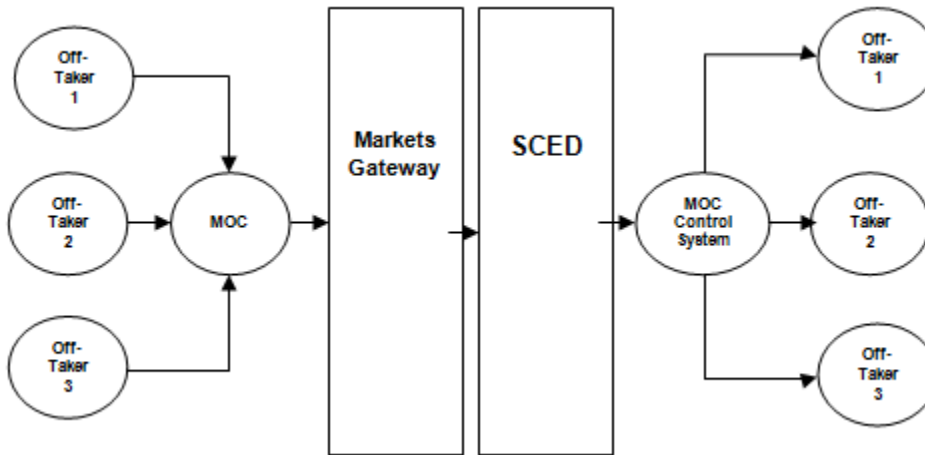 Off-
Taker
1
Off-
Taker
2
Off-
Taker
3
MOC
Markets
Gateway
SCED
MOC
Control
System
Off-
Taker
1
Off-
Taker
2
Off-
Taker
3